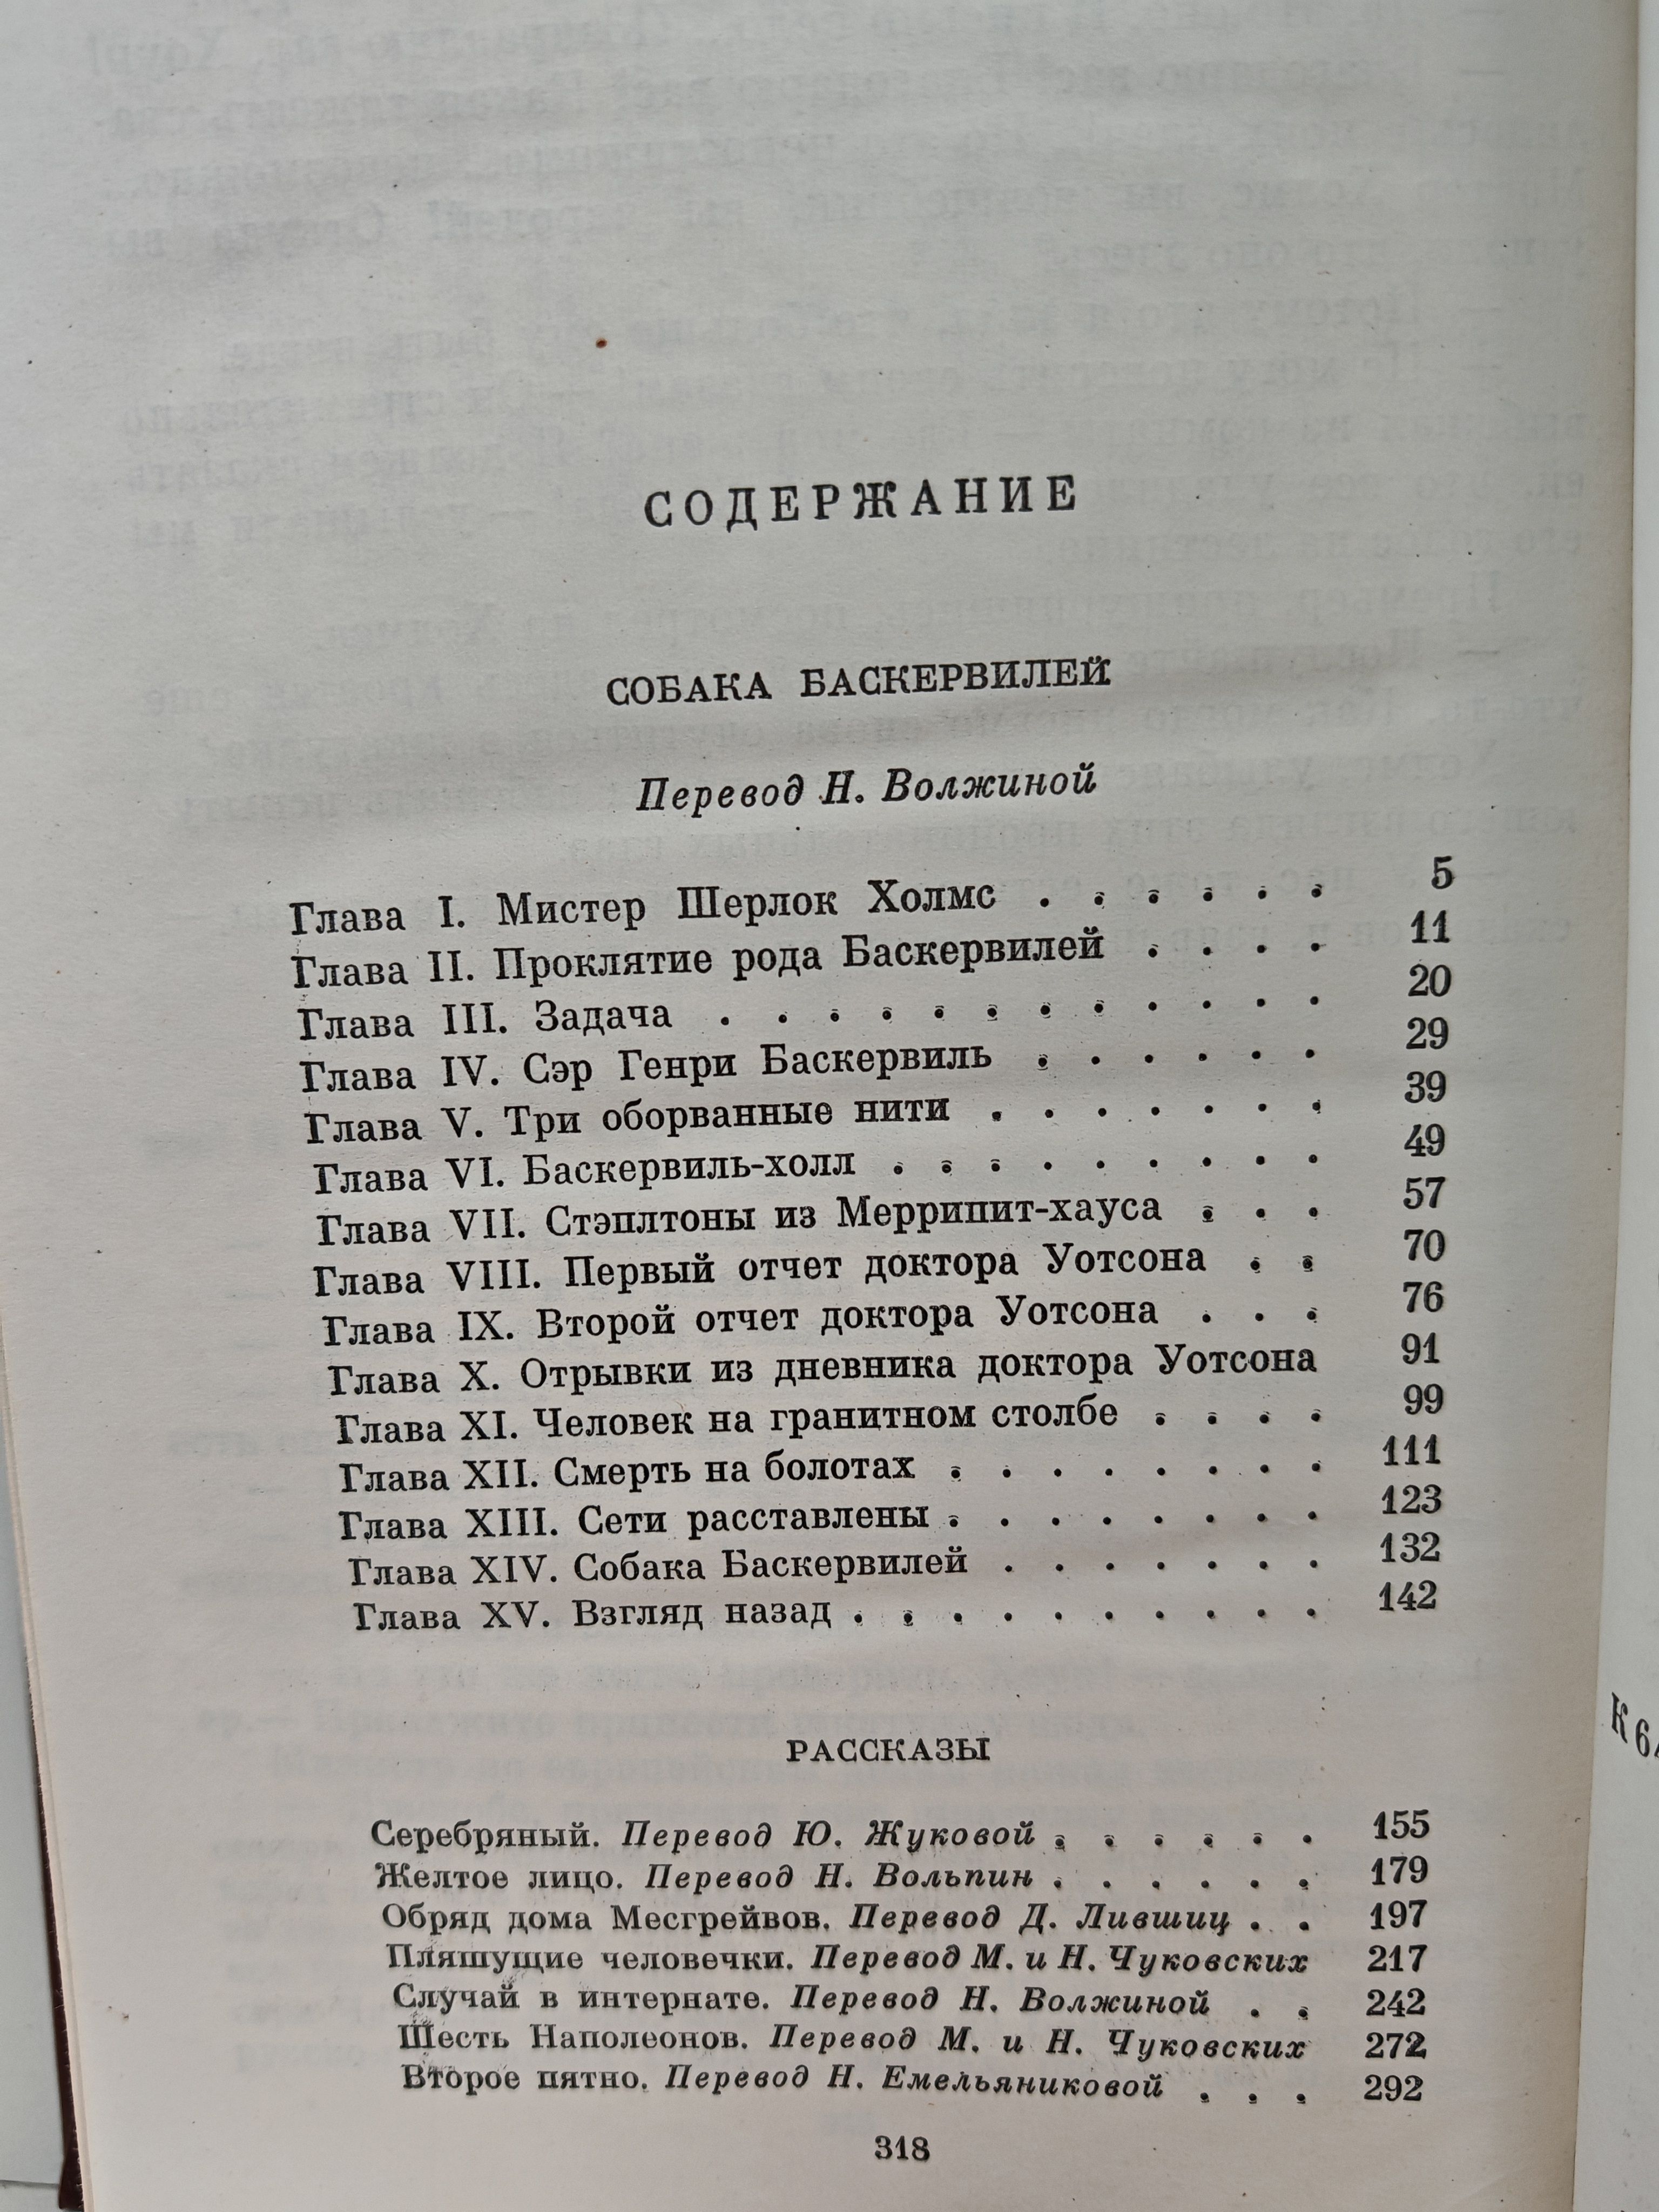 СОДЕРЖАНИЕ
СОБАКА БАСКЕРВИЛЕЙ
Перевод Н. Волжиной
Глава I. Мистер Шерлок Холмс . . . . . . 5
Глава II. Проклятие рода Баскервилей . . . . 11
Глава III. Задача . . . . . . . . . . . . 20
Глава IV. Сэр Генри Баскервиль . . . . . . 29
Глава V. Три оборванные нити . . . . . . . 39
Глава VI. Баскервиль-холл . . . . . . . . . 49
Глава VII. Стэплтоны из Меррипит-хауса . . . 57
Глава VIII. Первый отчет доктора Уотсона . . 70
Глава IX. Второй отчет доктора Уотсона . . . 76
Глава X. Отрывки из дневника доктора Уотсона 91
Глава XI. Человек на гранитном столбе . . . . 99
Глава XII. Смерть на болотах . . . . . . . . 111
Глава XIII. Сети расставлены . . . . . . . . 123
Глава XIV. Собака Баскервилей . . . . . . . 132
Глава XV. Взгляд назад . . . . . . . . . . 142
РАССКАЗЫ
Серебряный. Перевод Ю. Жуковой . . . . . . 155
Желтое лицо. Перевод Н. Вольпин . . . . . . 179
Обряд дома Месгрейвов. Перевод Д. Лившиц . . 197
Пляшущие человечки. Перевод М. и Н. Чуковских 217
Случай в интернате. Перевод Н. Волжиной . . 242
Шесть Наполеонов. Перевод М. и Н. Чуковских 272
Второе пятно. Перевод Н. Емельяниковой . . . 292
318